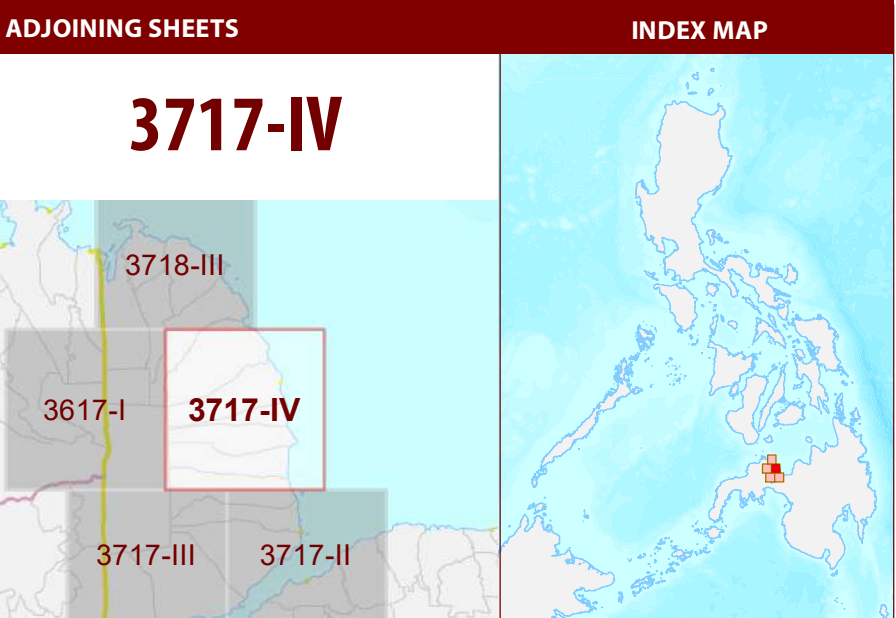 ADJOINING SHEETS
INDEX MAP
3717-IV
3718-III
3617-I
3717-IV
3717-III
3717-II